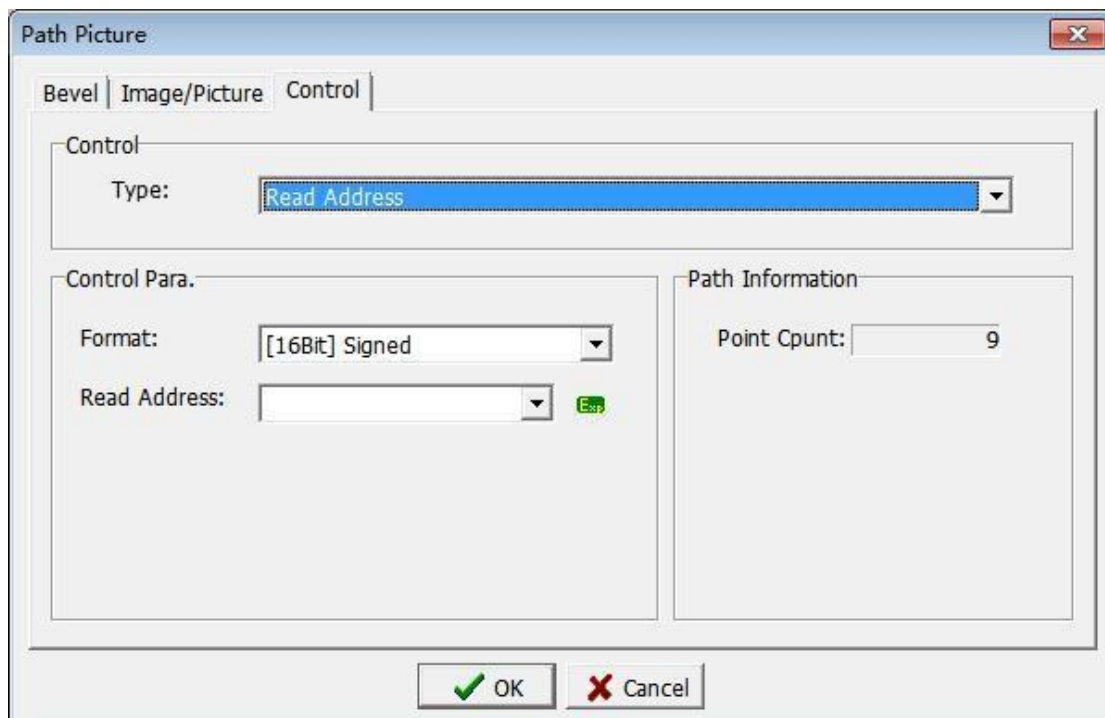 Path Picture
Bevel Image/Picture Control
Control
Type: Read Address
Control Para.
Format: [16Bit] Signed
Read Address: Exp
Path Information
Point Cpunt: 9
OK Cancel